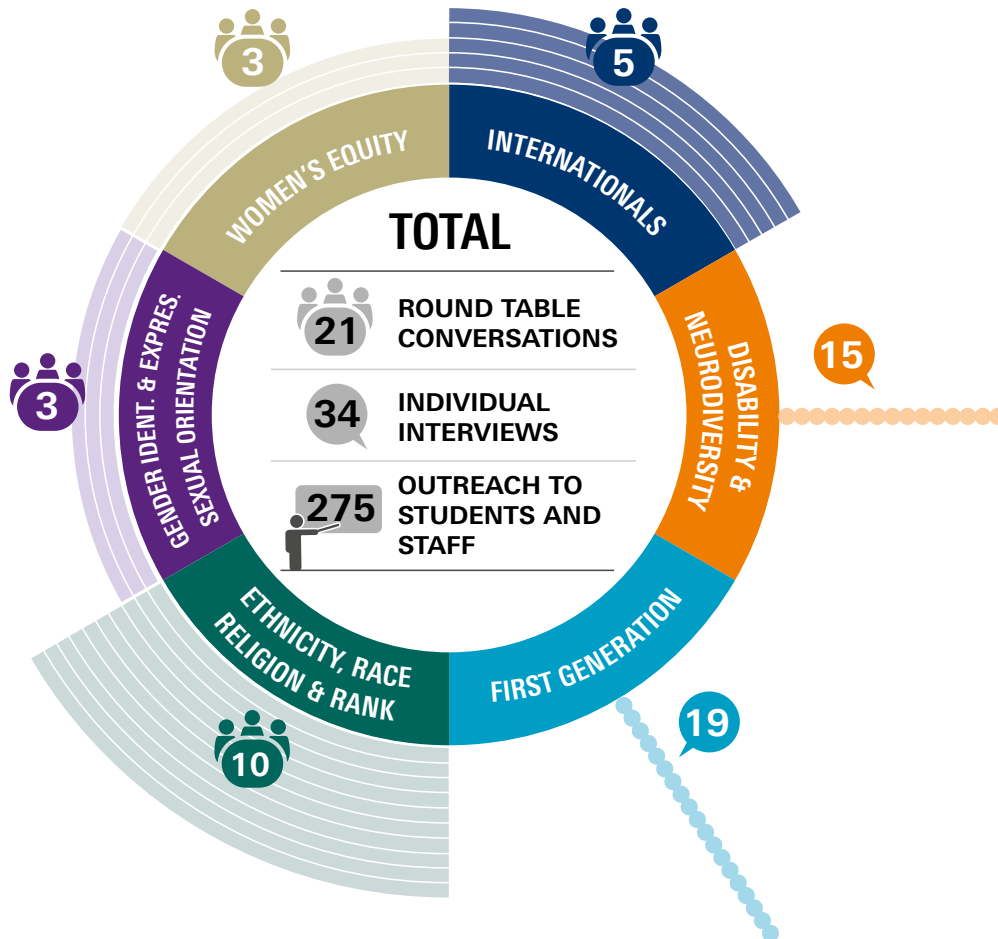 3
5
WOMEN'S EQUITY
INTERNATIONALS
TOTAL
21
ROUND TABLE
CONVERSATIONS
34
INDIVIDUAL
INTERVIEWS
275
OUTREACH TO
STUDENTS AND
STAFF
DISABILITY &
NEURODIVERSITY
15
3
GENDER IDENT. & EXPRES.
SEXUAL ORIENTATION
ETHNICITY, RACE
RELIGION & RANK
10
FIRST GENERATION
19